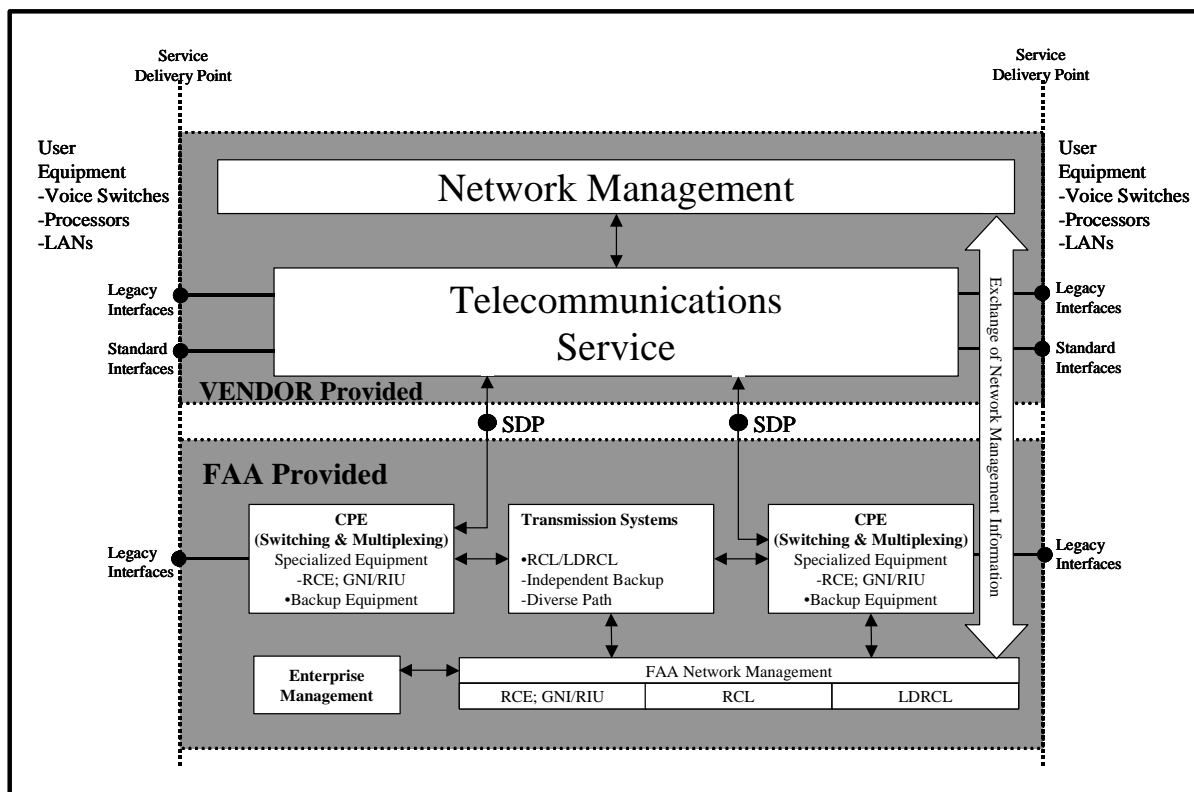 Service
Delivery Point
Service
Delivery Point
User
Equipment
-Voice Switches
-Processors
-LANs
User
Equipment
-Voice Switches
-Processors
-LANs
Network Management
Telecommunications
Service
Legacy
Interfaces
Standard
Interfaces
Legacy
Interfaces
Standard
Interfaces
Exchange of Network Management Information
VENDOR Provided
SDP
SDP
FAA Provided
CPE
(Switching & Multiplexing)
Specialized Equipment
-RCE; GNI/RIU
•Backup Equipment
Transmission Systems
•RCL/LDRCL
-Independent Backup
-Diverse Path
CPE
(Switching & Multiplexing)
Specialized Equipment
-RCE; GNI/RIU
•Backup Equipment
Legacy
Interfaces
Legacy
Interfaces
Enterprise
Management
FAA Network Management
RCE; GNI/RIU
RCL
LDRCL